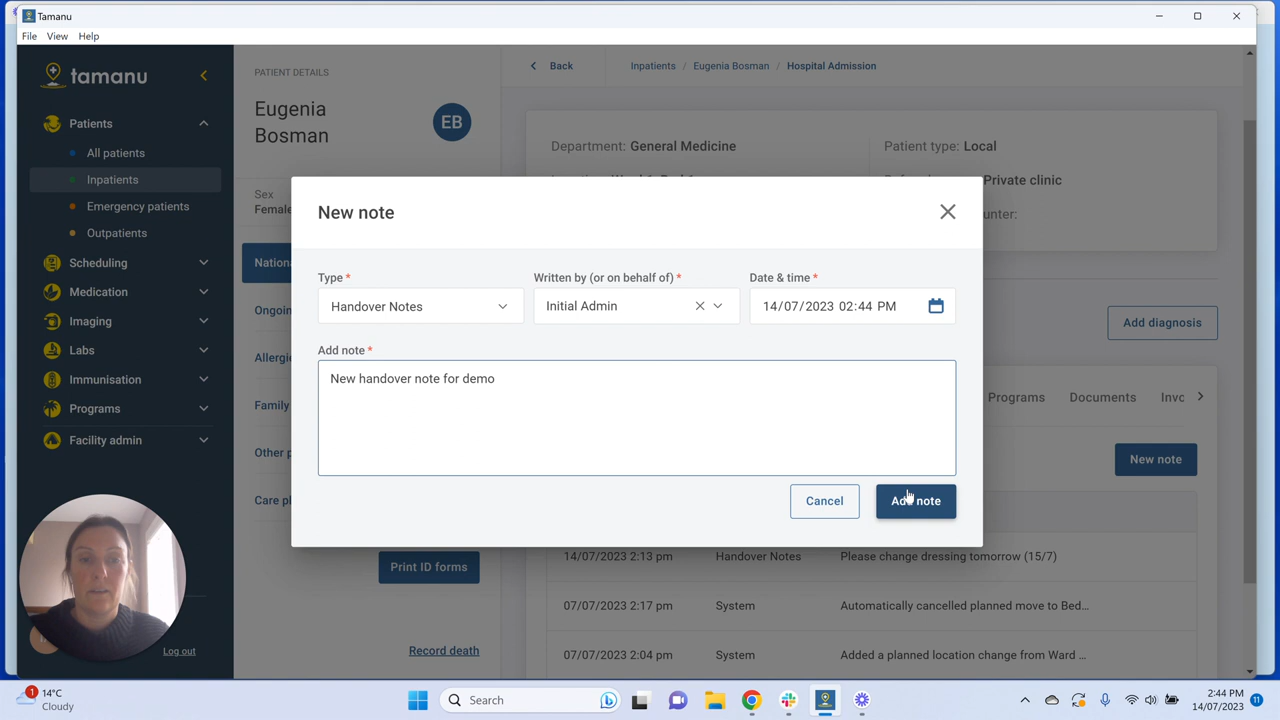 Tamanu
File View Help
tamanu
Patients
All patients
Inpatients
Emergency patients
Outpatients
Scheduling
Medication
Imaging
Labs
Immunisation
Programs
Facility admin
Log out
PATIENT DETAILS
Eugenia
Bosman
EB
Sex
Female
Nation
Ongoin
Allergi
Family
Other p
Care pl
Print ID forms
Record death
Back
Inpatients / Eugenia Bosman / Hospital Admission
Department: General Medicine
Patient type: Local
Private clinic
unter:
Add diagnosis
Programs Documents Invc
New note
New note
Type *
Handover Notes
Written by (or on behalf of) *
Initial Admin
Date & time *
14/07/2023 02:44 PM
Add note *
New handover note for demo
Cancel
Add note
14/07/2023 2:13 pm Handover Notes Please change dressing tomorrow (15/7)
07/07/2023 2:17 pm System Automatically cancelled planned move to Bed...
07/07/2023 2:04 pm System Added a planned location change from Ward ...
1
14°C
Cloudy
Search
2:44 PM
14/07/2023
11